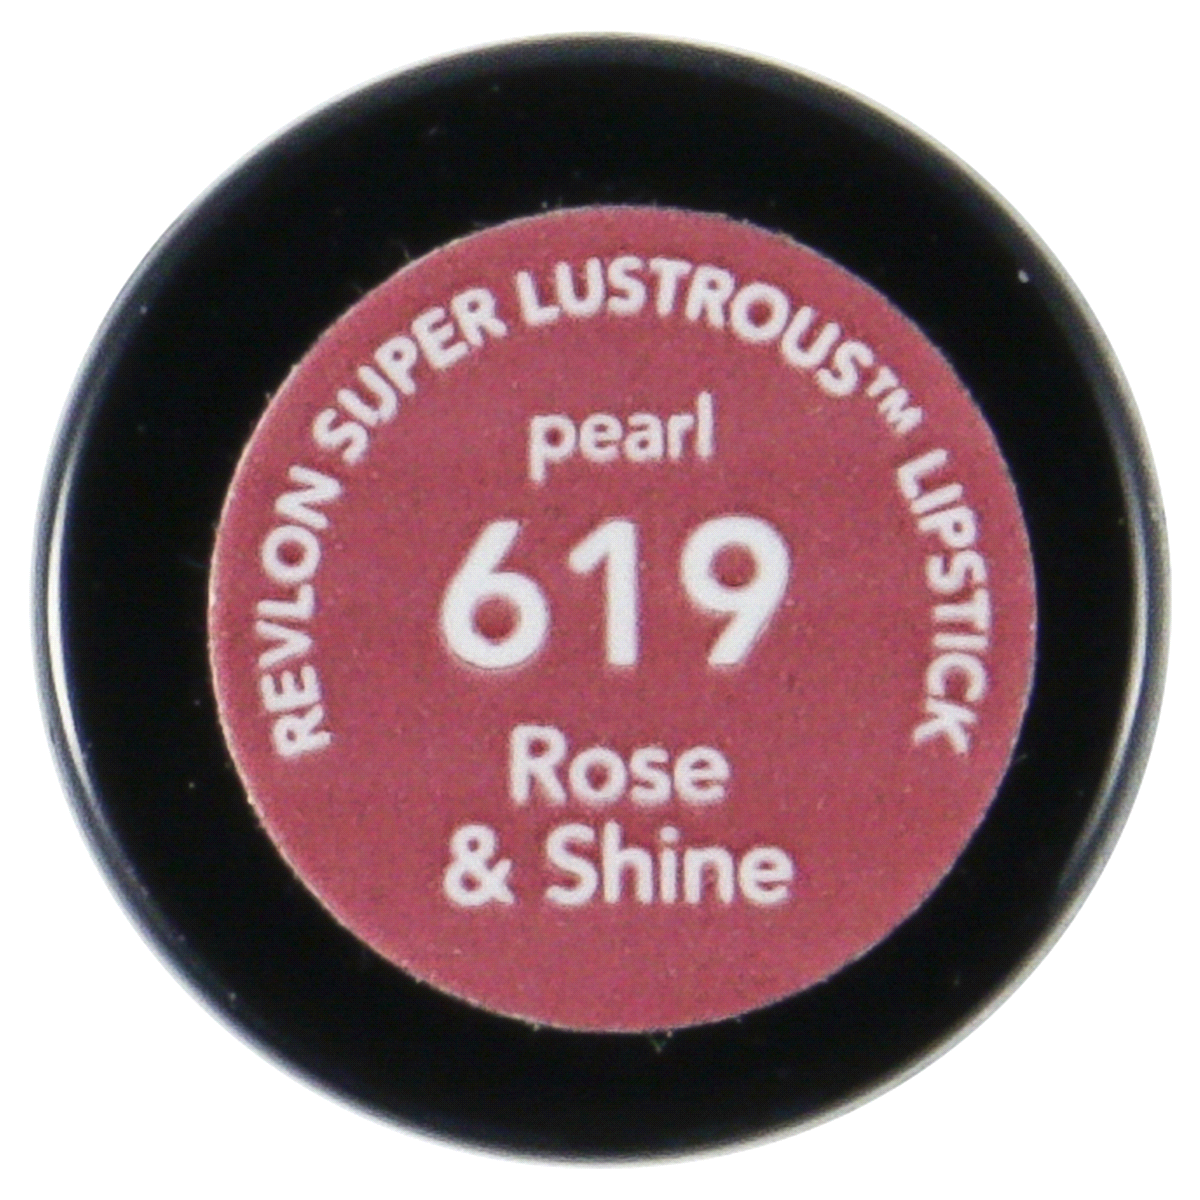 REVLON SUPER LUSTROUS™ LIPSTICK
pearl
619
Rose
& Shine